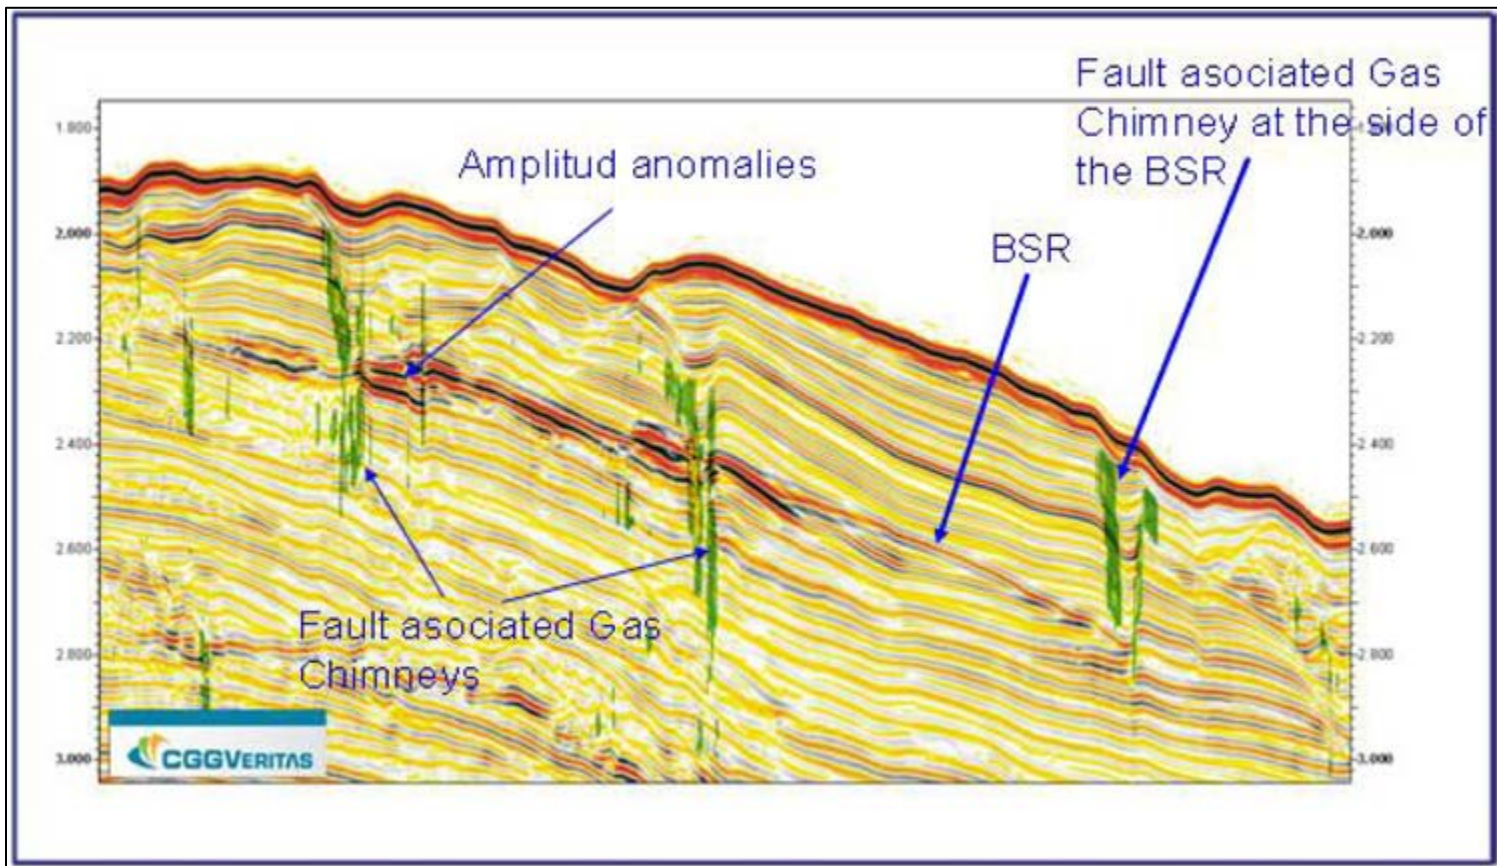 Fault asociated Gas
Chimney at the side of
the BSR
Amplitud anomalies
BSR
1.800
2.000
2.000
2.200
2.200
2.400
2.400
2.600
2.600
2.800
2.800
3.000
3.000
Fault asociated Gas
Chimneys
CGGVERITAS